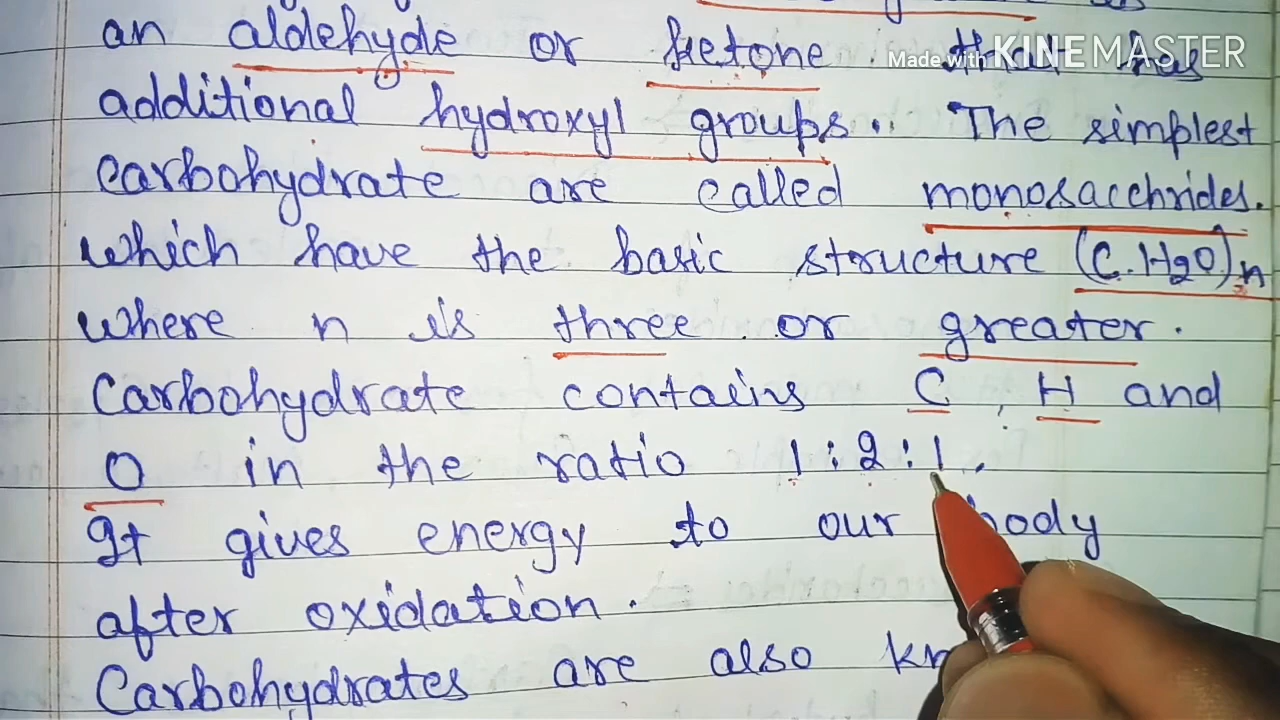 an aldehyde or ketone that has
Made with KINEMASTER
additional hydroxyl groups. The simplest
carbohydrate are called monosacchrides.
which have the basic structure (C.H2O)n
where n is three or greater.
Carbohydrate contains C, H and
O in the ratio 1:2:1.
It gives energy to our body
after oxidation.
Carbohydrates are also